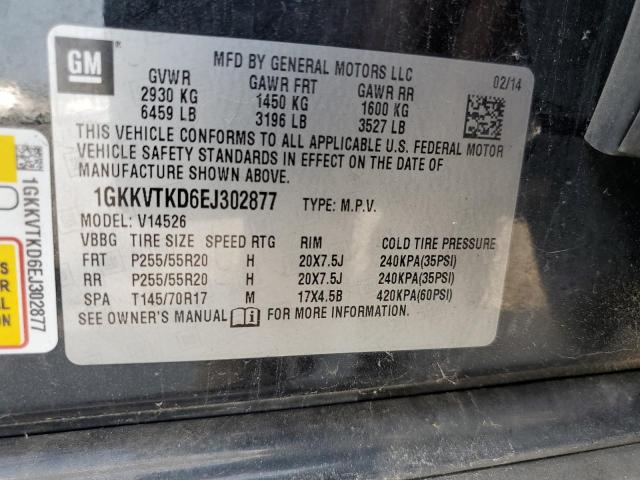 GM
MFD BY GENERAL MOTORS LLC
02/14
GVWR GAWR FRT GAWR RR
2930 KG 1450 KG 1600 KG
6459 LB 3196 LB 3527 LB
THIS VEHICLE CONFORMS TO ALL APPLICABLE U.S. FEDERAL MOTOR
VEHICLE SAFETY STANDARDS IN EFFECT ON THE DATE OF
MANUFACTURE SHOWN ABOVE.
1GKKVTKD6EJ302877 TYPE: M.P.V.
MODEL: V14526
VBBG TIRE SIZE SPEED RTG RIM COLD TIRE PRESSURE
FRT P255/55R20 H 20X7.5J 240KPA(35PSI)
RR P255/55R20 H 20X7.5J 240KPA(35PSI)
SPA T145/70R17 M 17X4.5B 420KPA(60PSI)
SEE OWNER'S MANUAL i FOR MORE INFORMATION.
1GKKVTKD6EJ302877